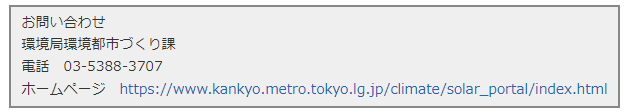 お問い合わせ
環境局環境都市づくり課
電話　03-5388-3707
ホームページ　https://www.kankyo.metro.tokyo.lg.jp/climate/solar_portal/index.html